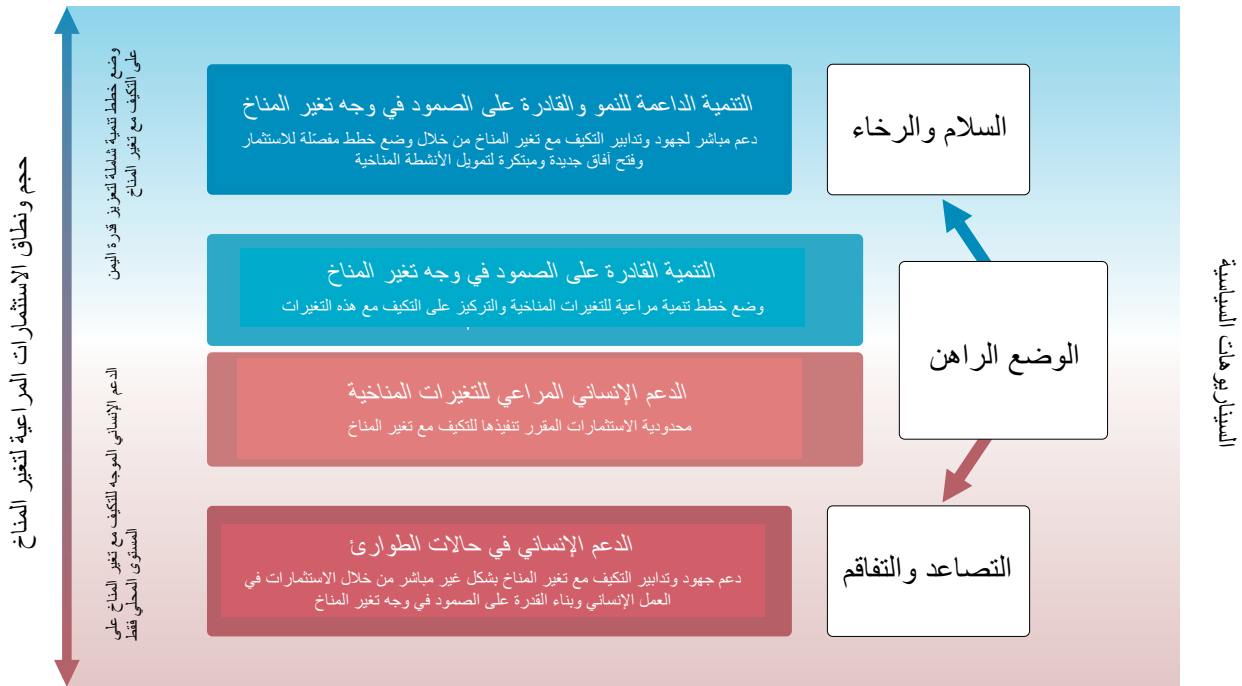 السيناريوهات السياسية
السلام والرخاء
الوضع الراهن
التصاعد والتفاقم
التنمية الداعمة للنمو والقادرة على الصمود في وجه تغير المناخ
دعم مباشر لجهود وتدابير التكيف مع تغير المناخ من خلال وضع خطط مفصّلة للاستثمار
وفتح آفاق جديدة ومبتكرة لتمويل الأنشطة المناخية
التنمية القادرة على الصمود في وجه تغير المناخ
وضع خطط تنمية مراعية للتغيرات المناخية والتركيز على التكيف مع هذه التغيرات
الدعم الإنساني المراعي للتغيرات المناخية
محدودية الاستثمارات المقرر تنفيذها للتكيف مع تغير المناخ
الدعم الإنساني في حالات الطوارئ
دعم جهود وتدابير التكيف مع تغير المناخ بشكل غير مباشر من خلال الاستثمارات في
العمل الإنساني وبناء القدرة على الصمود في وجه تغير المناخ
وضع خطط تنمية شاملة لتعزيز قدرة اليمن
على التكيف مع تغير المناخ
الدعم الإنساني الموجه للتكيف مع تغير المناخ على
المستوى المحلي فقط
حجم ونطاق الاستثمارات المراعية لتغير المناخ